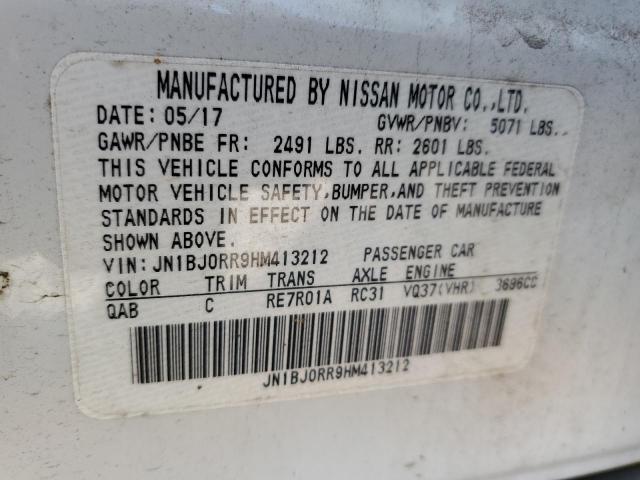 MANUFACTURED BY NISSAN MOTOR CO.,LTD.
DATE: 05/17 GVWR/PNBV: 5071 LBS.
GAWR/PNBE FR: 2491 LBS. RR: 2601 LBS.
THIS VEHICLE CONFORMS TO ALL APPLICABLE FEDERAL
MOTOR VEHICLE SAFETY,BUMPER,AND THEFT PREVENTION
STANDARDS IN EFFECT ON THE DATE OF MANUFACTURE
SHOWN ABOVE.
VIN: JN1BJ0RR9HM413212 PASSENGER CAR
COLOR TRIM TRANS AXLE ENGINE
QAB C RE7R01A RC31 VQ37(VHR) 3696CC
JN1BJ0RR9HM413212